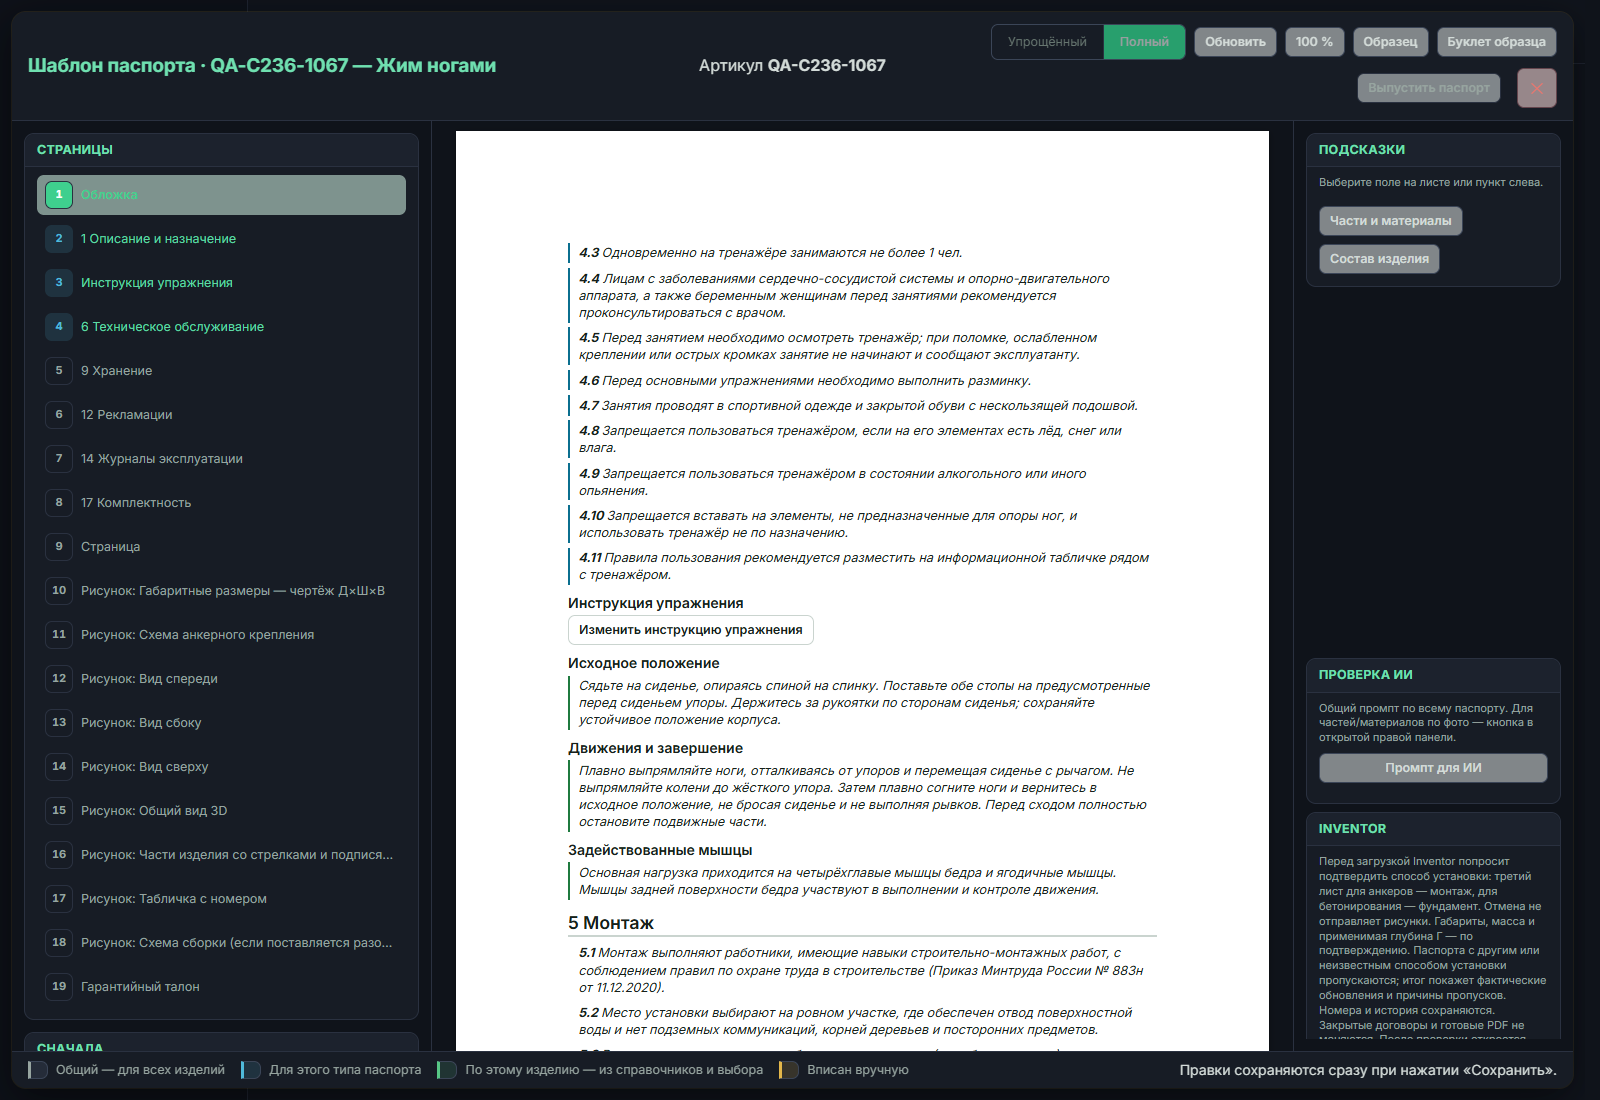 Шаблон паспорта · QA-C236-1067 — Жим ногами
Артикул QA-C236-1067
Упрощённый
Полный
Обновить
100 %
Образец
Буклет образца
Выпустить паспорт
СТРАНИЦЫ
1 Обложка
2 1 Описание и назначение
3 Инструкция упражнения
4 6 Техническое обслуживание
5 9 Хранение
6 12 Рекламации
7 14 Журналы эксплуатации
8 17 Комплектность
9 Страница
10 Рисунок: Габаритные размеры — чертёж Д×Ш×В
11 Рисунок: Схема анкерного крепления
12 Рисунок: Вид спереди
13 Рисунок: Вид сбоку
14 Рисунок: Вид сверху
15 Рисунок: Общий вид 3D
16 Рисунок: Части изделия со стрелками и подпися...
17 Рисунок: Табличка с номером
18 Рисунок: Схема сборки (если поставляется разо...
19 Гарантийный талон
СНАЧАЛА
4.3 Одновременно на тренажёре занимаются не более 1 чел.
4.4 Лицам с заболеваниями сердечно-сосудистой системы и опорно-двигательного
аппарата, а также беременным женщинам перед занятиями рекомендуется
проконсультироваться с врачом.
4.5 Перед занятием необходимо осмотреть тренажёр; при поломке, ослабленном
креплении или острых кромках занятие не начинают и сообщают эксплуатанту.
4.6 Перед основными упражнениями необходимо выполнить разминку.
4.7 Занятия проводят в спортивной одежде и закрытой обуви с нескользящей подошвой.
4.8 Запрещается пользоваться тренажёром, если на его элементах есть лёд, снег или
влага.
4.9 Запрещается пользоваться тренажёром в состоянии алкогольного или иного
опьянения.
4.10 Запрещается вставать на элементы, не предназначенные для опоры ног, и
использовать тренажёр не по назначению.
4.11 Правила пользования рекомендуется разместить на информационной табличке рядом
с тренажёром.
Инструкция упражнения
Изменить инструкцию упражнения
Исходное положение
Сядьте на сиденье, опираясь спиной на спинку. Поставьте обе стопы на предусмотренные
перед сиденьем упоры. Держитесь за рукоятки по сторонам сиденья; сохраняйте
устойчивое положение корпуса.
Движения и завершение
Плавно выпрямляйте ноги, отталкиваясь от упоров и перемещая сиденье с рычагом. Не
выпрямляйте колени до жёсткого упора. Затем плавно согните ноги и вернитесь в
исходное положение, не бросая сиденье и не выполняя рывков. Перед сходом полностью
остановите подвижные части.
Задействованные мышцы
Основная нагрузка приходится на четырёхглавые мышцы бедра и ягодичные мышцы.
Мышцы задней поверхности бедра участвуют в выполнении и контроле движения.
5 Монтаж
5.1 Монтаж выполняют работники, имеющие навыки строительно-монтажных работ, с
соблюдением правил по охране труда в строительстве (Приказ Минтруда России № 883н
от 11.12.2020).
5.2 Место установки выбирают на ровном участке, где обеспечен отвод поверхностной
воды и нет подземных коммуникаций, корней деревьев и посторонних предметов.
ПОДСКАЗКИ
Выберите поле на листе или пункт слева.
Части и материалы
Состав изделия
ПРОВЕРКА ИИ
Общий промпт по всему паспорту. Для
частей/материалов по фото — кнопка в
открытой правой панели.
Промпт для ИИ
INVENTOR
Перед загрузкой Inventor попросит
подтвердить способ установки: третий
лист для анкеров — монтаж, для
бетонирования — фундамент. Отмена не
отправляет рисунки. Габариты, масса и
применимая глубина Г — по
подтверждению. Паспорта с другим или
неизвестным способом установки
пропускаются; итог покажет фактические
обновления и причины пропусков.
Номера и история сохраняются.
Закрытые договоры и готовые PDF не
Общий — для всех изделий
Для этого типа паспорта
По этому изделию — из справочников и выбора
Вписан вручную
Правки сохраняются сразу при нажатии «Сохранить».